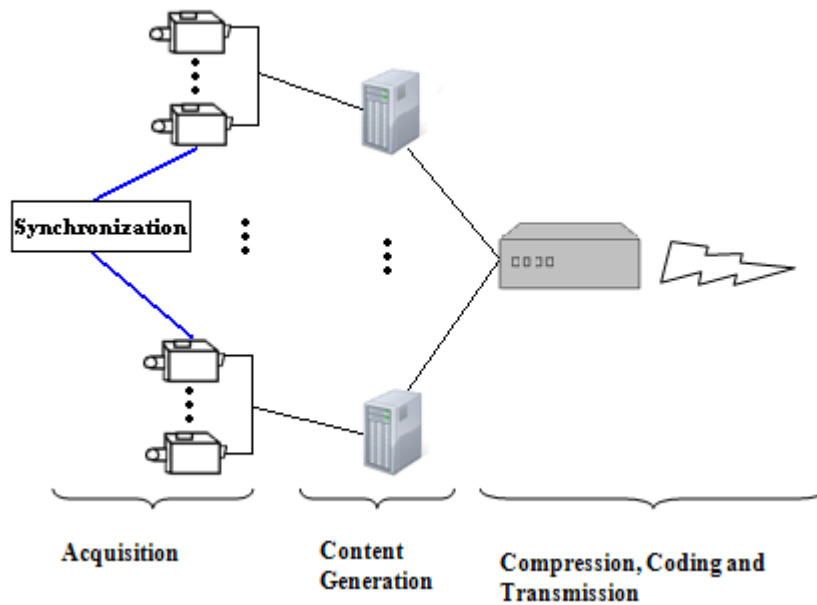 Synchronization
Acquisition
Content
Generation
Compression, Coding and
Transmission